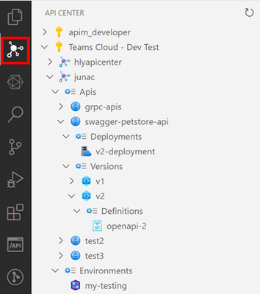 API CENTER
apim_developer
Teams Cloud - Dev Test
hlyapicenter
junac
Apis
grpc-apis
swagger-petstore-api
Deployments
v2-deployment
Versions
v1
v2
Definitions
openapi-2
test2
test3
Environments
my-testing
/API